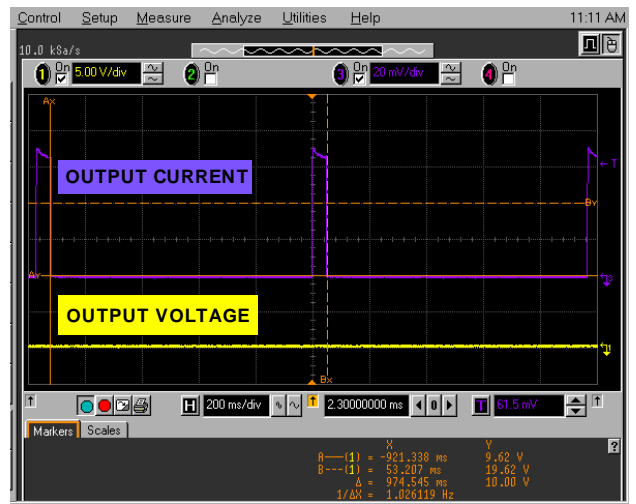 Control Setup Measure Analyze Utilities Help 11:11 AM
10.0 kSa/s
1 On 5.00 V/div 2 On 3 On 20 mV/div 4 On
Ax
T
OUTPUT CURRENT
By
Ay
OUTPUT VOLTAGE
1
Bx
H 200 ms/div 2.30000000 ms 0 T 61.5 mV
Markers Scales
?
X Y
A—(1) = -921.338 ms 9.62 V
B---(1) = 53.207 ms 19.62 V
Δ = 974.545 ms 10.00 V
1/ΔX = 1.026119 Hz